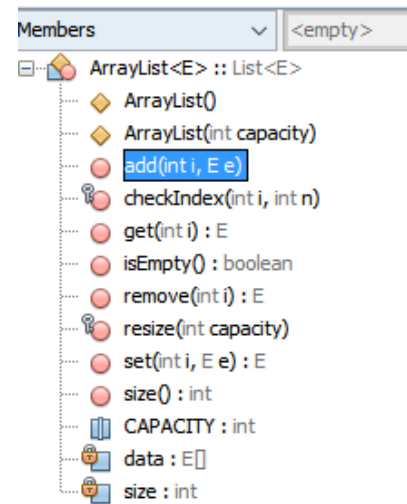 Members <empty>
ArrayList<E> :: List<E>
ArrayList()
ArrayList(int capacity)
add(int i, E e)
checkIndex(int i, int n)
get(int i) : E
isEmpty() : boolean
remove(int i) : E
resize(int capacity)
set(int i, E e) : E
size() : int
CAPACITY : int
data : E[]
size : int